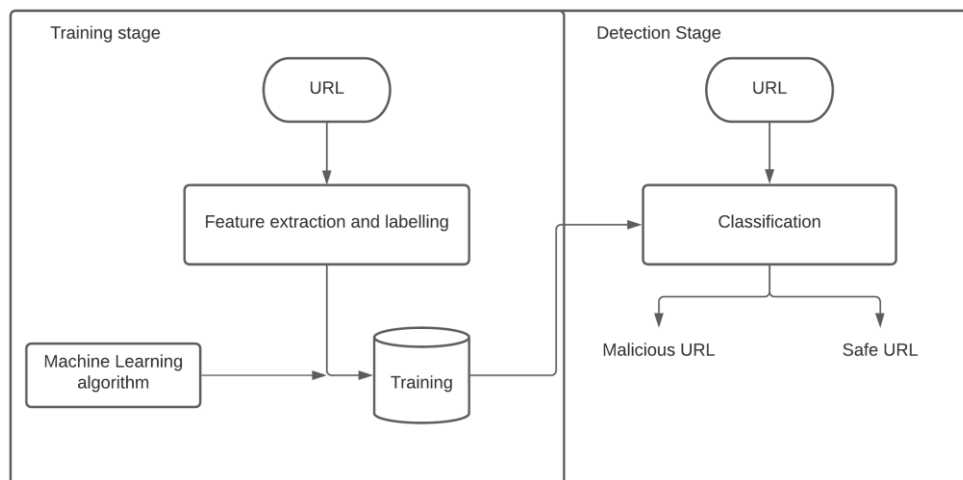 Training stage
URL
Feature extraction and labelling
Machine Learning
algorithm
Training
Detection Stage
URL
Classification
Malicious URL
Safe URL